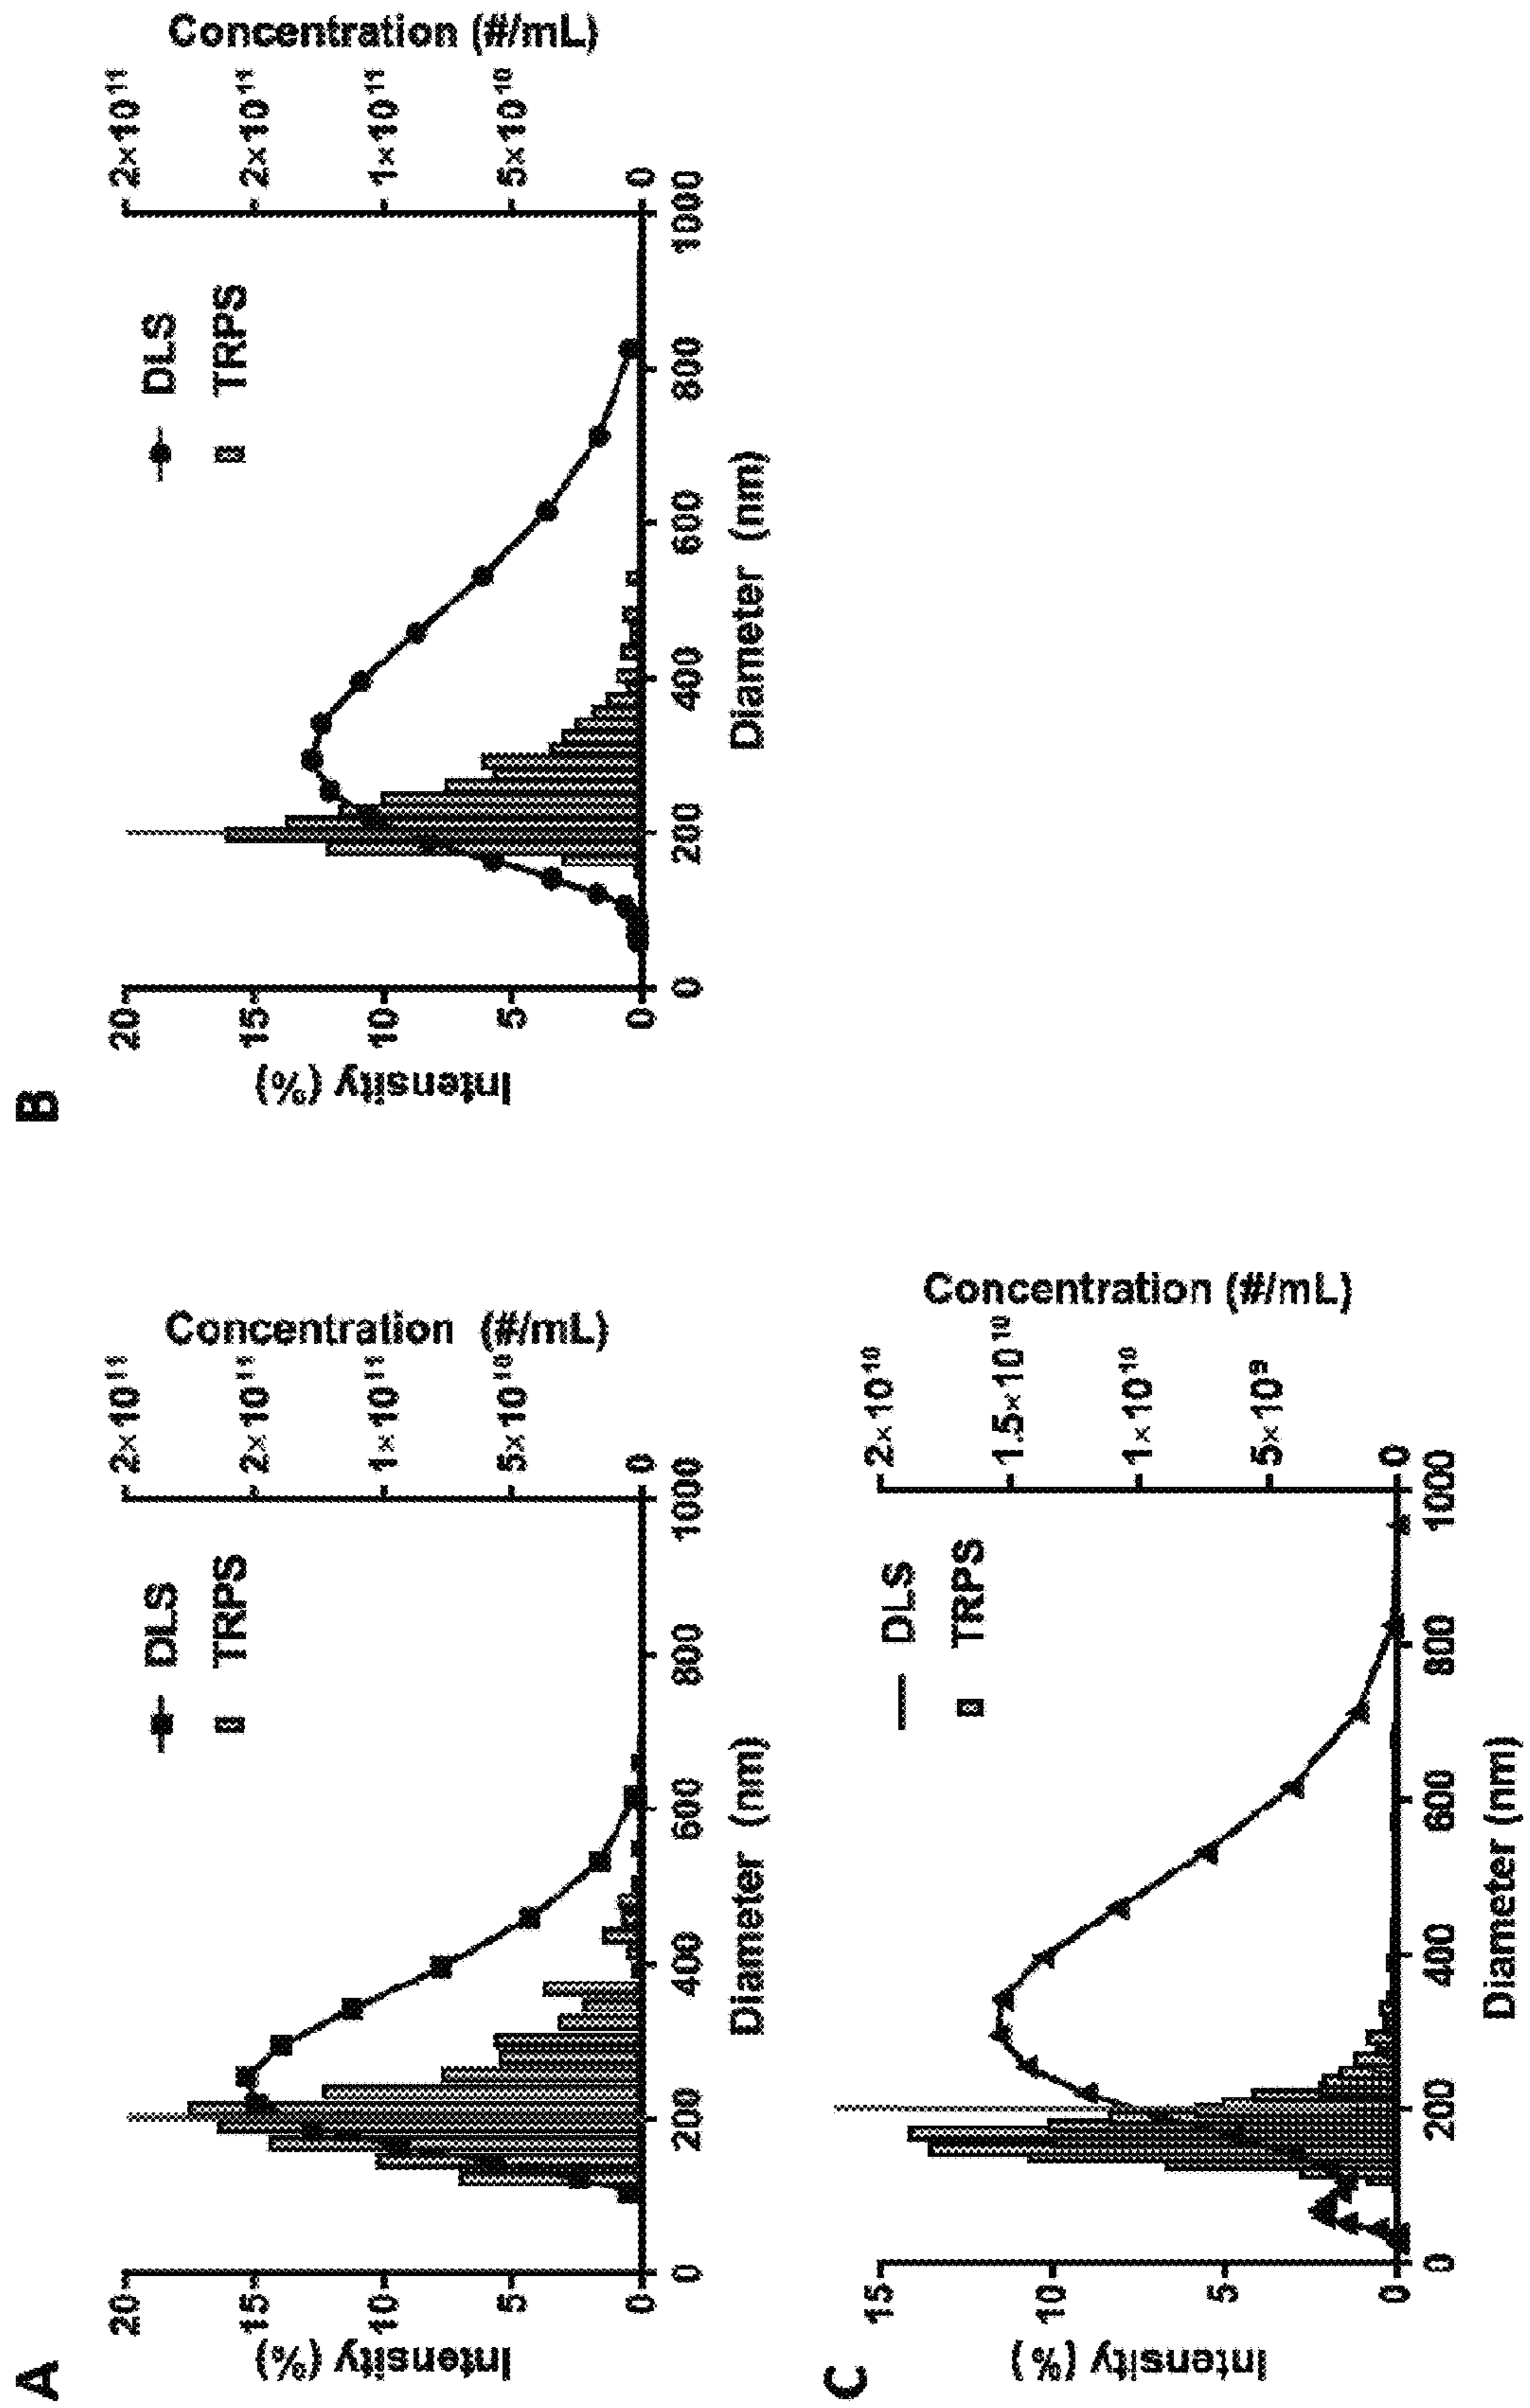 A
Intensity (%)
20
15
10
5
0
0
200
400
600
800
1000
Diameter (nm)
DLS
TRPS
2×10¹¹
2×10¹¹
1×10¹¹
5×10¹⁰
0
Concentration (#/mL)
B
Intensity (%)
20
15
10
5
0
0
200
400
600
800
1000
Diameter (nm)
DLS
TRPS
2×10¹¹
2×10¹¹
1×10¹¹
5×10¹⁰
0
Concentration (#/mL)
C
Intensity (%)
15
10
5
0
0
200
400
600
800
1000
Diameter (nm)
DLS
TRPS
2×10¹⁰
1.5×10¹⁰
1×10¹⁰
5×10⁹
0
Concentration (#/mL)